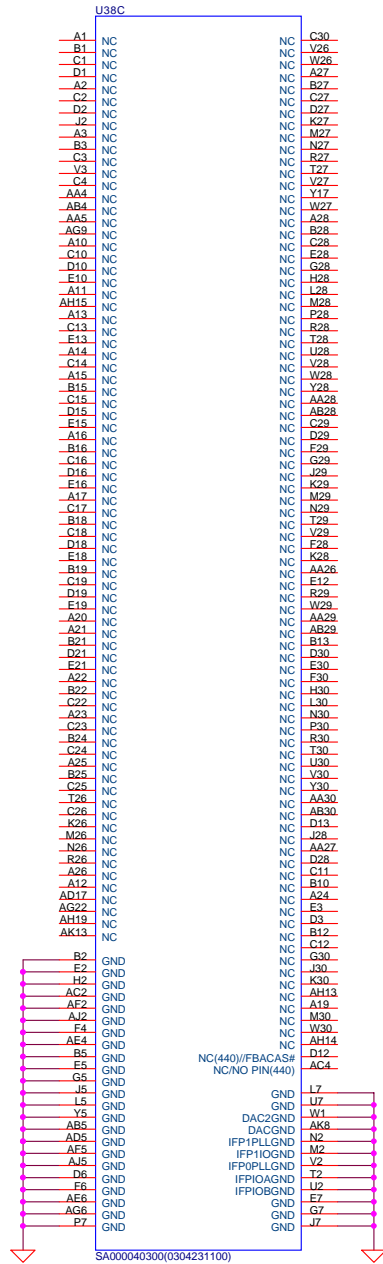 U38C
A1 NC NC C30
B1 NC NC V26
C1 NC NC W26
D1 NC NC A27
A2 NC NC B27
C2 NC NC C27
D2 NC NC D27
J2 NC NC K27
A3 NC NC M27
B3 NC NC N27
C3 NC NC R27
V3 NC NC T27
C4 NC NC V27
AA4 NC NC Y17
AB4 NC NC W27
AA5 NC NC A28
AG9 NC NC B28
A10 NC NC C28
C10 NC NC E28
D10 NC NC G28
E10 NC NC H28
A11 NC NC L28
AH15 NC NC M28
A13 NC NC P28
C13 NC NC R28
E13 NC NC T28
A14 NC NC U28
C14 NC NC V28
A15 NC NC W28
B15 NC NC Y28
C15 NC NC AA28
D15 NC NC AB28
E15 NC NC C29
A16 NC NC D29
B16 NC NC F29
C16 NC NC G29
D16 NC NC J29
E16 NC NC K29
A17 NC NC M29
C17 NC NC N29
B18 NC NC T29
C18 NC NC V29
D18 NC NC F28
E18 NC NC K28
B19 NC NC AA26
C19 NC NC E12
D19 NC NC R29
E19 NC NC W29
A20 NC NC AA29
A21 NC NC AB29
B21 NC NC B13
D21 NC NC D30
E21 NC NC E30
A22 NC NC F30
B22 NC NC H30
C22 NC NC L30
A23 NC NC N30
C23 NC NC P30
B24 NC NC R30
C24 NC NC T30
A25 NC NC U30
B25 NC NC V30
C25 NC NC Y30
T26 NC NC AA30
C26 NC NC AB30
K26 NC NC D13
M26 NC NC J28
N26 NC NC AA27
R26 NC NC D28
A26 NC NC C11
A12 NC NC B10
AD17 NC NC A24
AG22 NC NC E3
AH19 NC NC D3
AK13 NC NC B12
NC C12
B2 GND NC G30
E2 GND NC J30
H2 GND NC K30
AC2 GND NC AH13
AF2 GND NC A19
AJ2 GND NC M30
F4 GND NC W30
AE4 GND NC AH14
B5 GND NC(440)//FBACAS# D12
E5 GND NC/NO PIN(440) AC4
G5 GND
J5 GND GND L7
L5 GND GND U7
Y5 GND DAC2GND W1
AB5 GND DACGND AK8
AD5 GND IFP1PLLGND N2
AF5 GND IFP1IOGND M2
AJ5 GND IFP0PLLGND V2
D6 GND IFPIOAGND T2
F6 GND IFPIOBGND U2
AE6 GND GND E7
AG6 GND GND G7
P7 GND GND J7
SA000040300(0304231100)